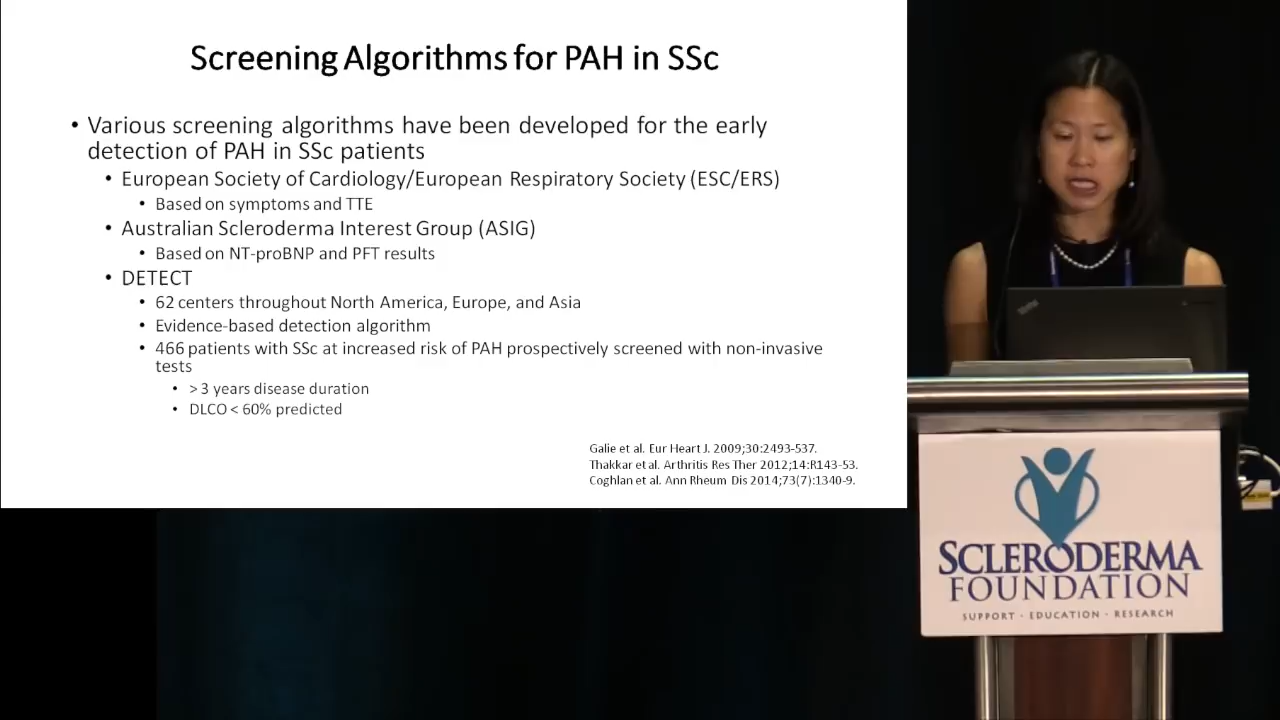 Screening Algorithms for PAH in SSc
• Various screening algorithms have been developed for the early
detection of PAH in SSc patients
• European Society of Cardiology/European Respiratory Society (ESC/ERS)
• Based on symptoms and TTE
• Australian Scleroderma Interest Group (ASIG)
• Based on NT-proBNP and PFT results
• DETECT
• 62 centers throughout North America, Europe, and Asia
• Evidence-based detection algorithm
• 466 patients with SSc at increased risk of PAH prospectively screened with non-invasive
tests
• > 3 years disease duration
• DLCO < 60% predicted
Galie et al. Eur Heart J. 2009;30:2493-537.
Thakkar et al. Arthritis Res Ther 2012;14:R143-53.
Coghlan et al. Ann Rheum Dis 2014;73(7):1340-9.
ThinkPad
SCLERODERMA
FOUNDATION
SUPPORT · EDUCATION · RESEARCH